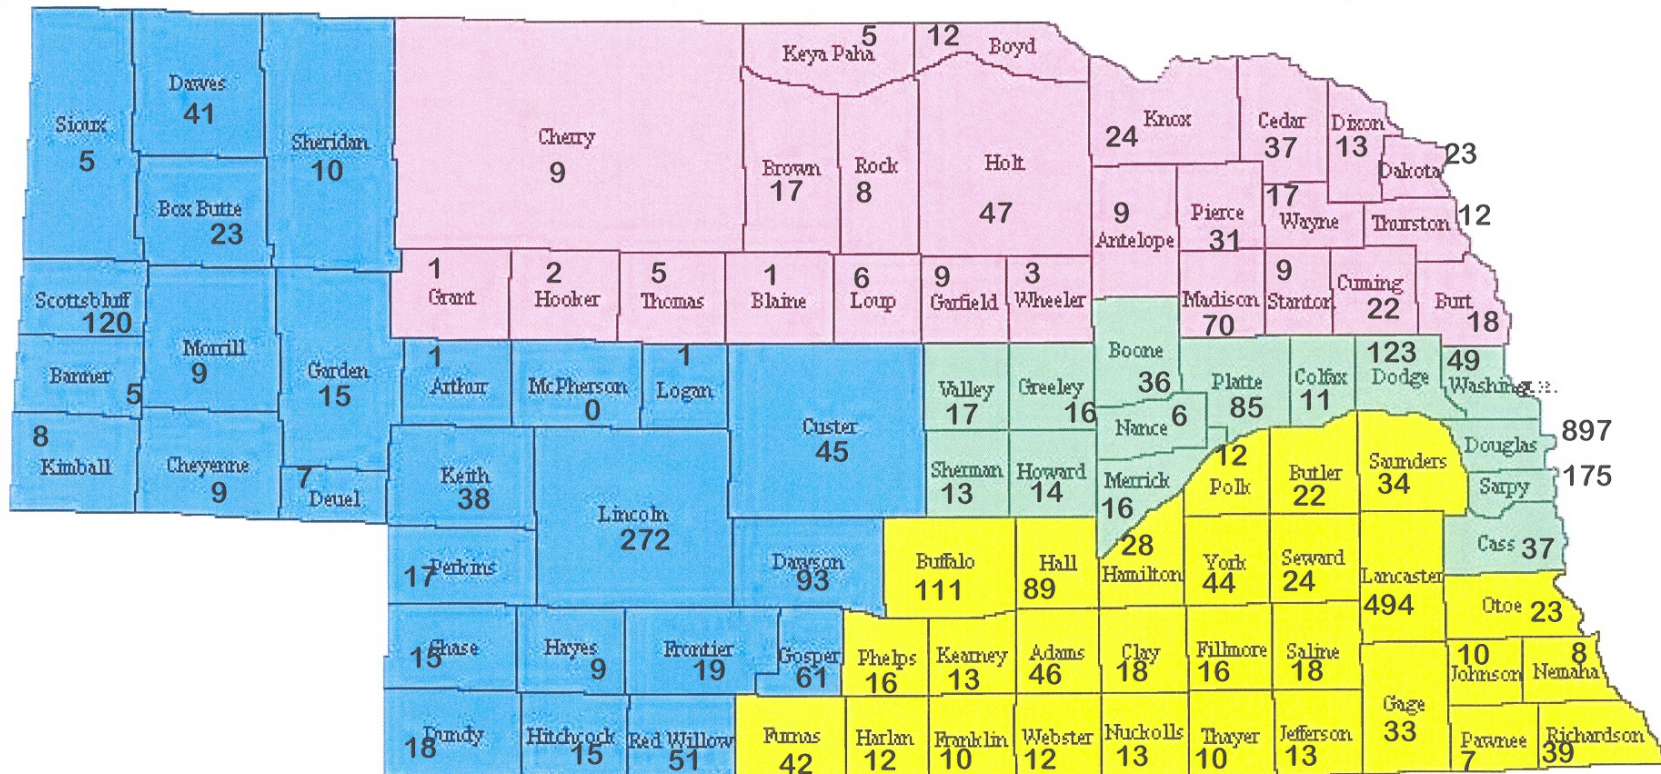 Sioux
5
Dawes
41
Box Butte
23
Sheridan
10
Cherry
9
Keya Paha
5
12
Boyd
Brown
17
Rock
8
Holt
47
Knox
24
Cedar
37
Dixon
13
23
Dakota
9
Antelope
Pierce
31
17
Wayne
12
Thurston
Scottsbluff
120
Morrill
9
Garden
15
Banner
5
8
Kimball
Cheyenne
9
7
Deuel
1
Grant
2
Hooker
5
Thomas
1
Blaine
6
Loup
9
Garfield
3
Wheeler
Madison
70
9
Stanton
Cuming
22
Burt
18
1
Arthur
McPherson
0
1
Logan
Custer
45
Valley
17
Greeley
16
Boone
36
Platte
85
Colfax
11
123
Dodge
49
Nance
6
Keith
38
Lincoln
272
Sherman
13
Howard
14
Merrick
16
12
Polk
Butler
22
Saunders
34
Douglas
897
Sarpy
175
Cass 37
17
Perkins
Dawson
93
Buffalo
111
Hall
89
28
Hamilton
York
44
Seward
24
Lancaster
494
Otoe 23
15
Chase
Hayes
9
Frontier
19
Gosper
61
Phelps
16
Kearney
13
Adams
46
Clay
18
Fillmore
16
Saline
18
Gage
33
10
Johnson
8
Nemaha
18
Dundy
Hitchcock
15
Red Willow
51
Furnas
42
Harlan
12
Franklin
10
Webster
12
Nuckolls
13
Thayer
10
Jefferson
13
Pawnee
7
Richardson
39